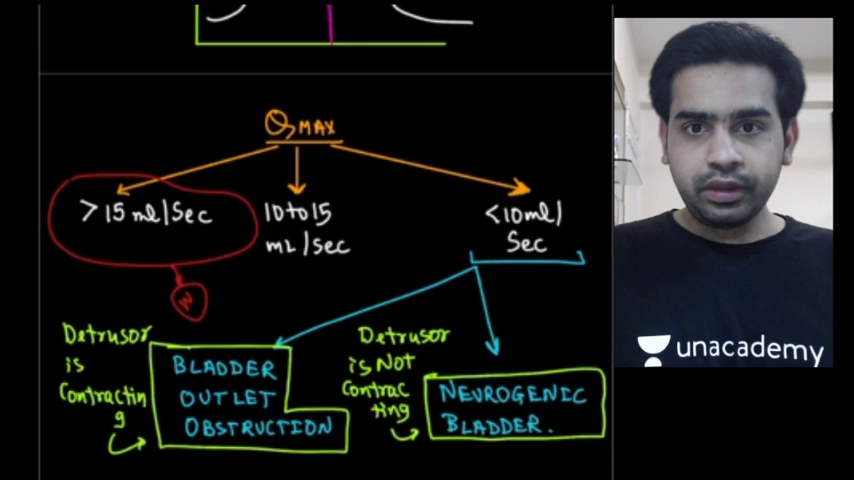 QMAX
> 15 ml/Sec
10 to 15
mL/sec
<10ml/
Sec
N
Detrusor
is
Contractin
g
BLADDER
OUTLET
OBSTRUCTION
Detrusor
is NOT
Contrac
ting
NEUROGENIC
BLADDER.
unacademy